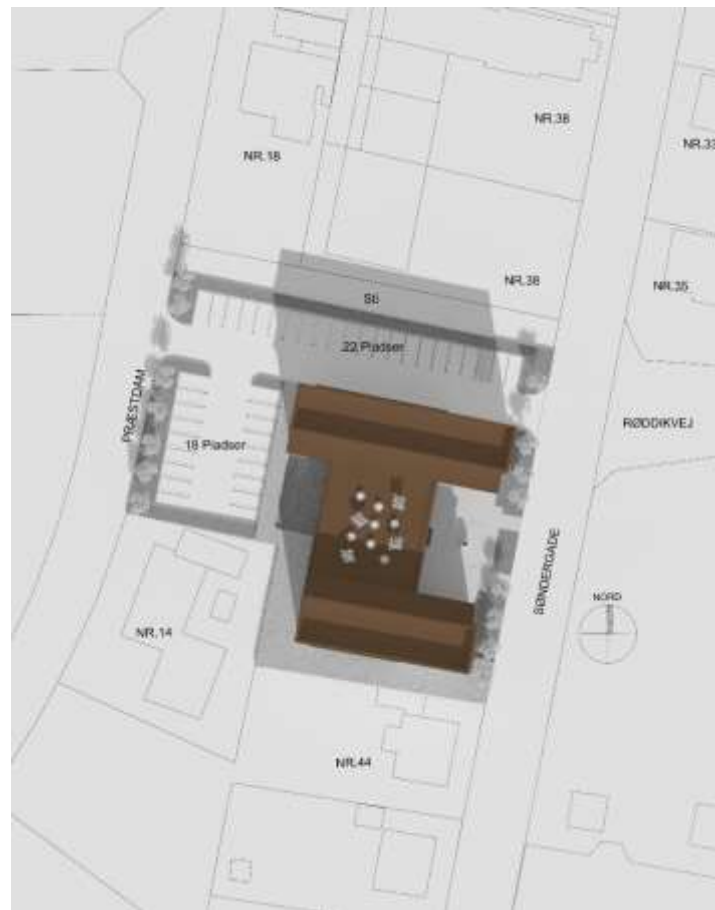 NR.38
NR.33
NR.18
NR.38
NR.35
Sti
22 Pladser
PRÆSTDAM
RØDDIKVEJ
18 Pladser
SØNDERGADE
NORD
NR.14
NR.44